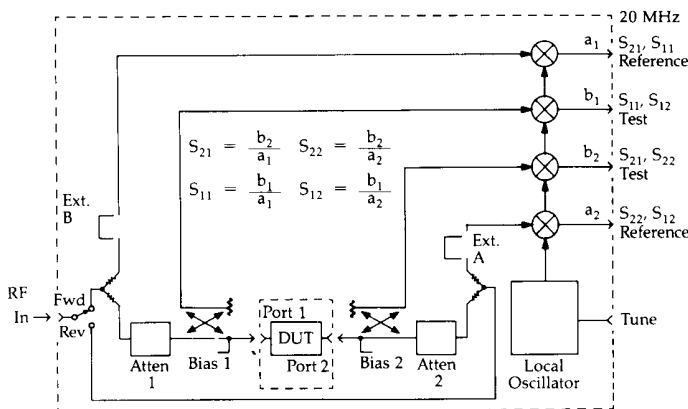 20 MHz
a1 S21, S11
Reference
b1 S11, S12
Test
S21 = b2/a1 S22 = b2/a2
b2 S21, S22
Test
S11 = b1/a1 S12 = b1/a2
Ext.
B
a2 S22, S12
Reference
Ext.
A
RF
In
Fwd
Rev
Port 1
DUT
Port 2
Tune
Atten
1
Bias 1
Bias 2
Atten
2
Local
Oscillator